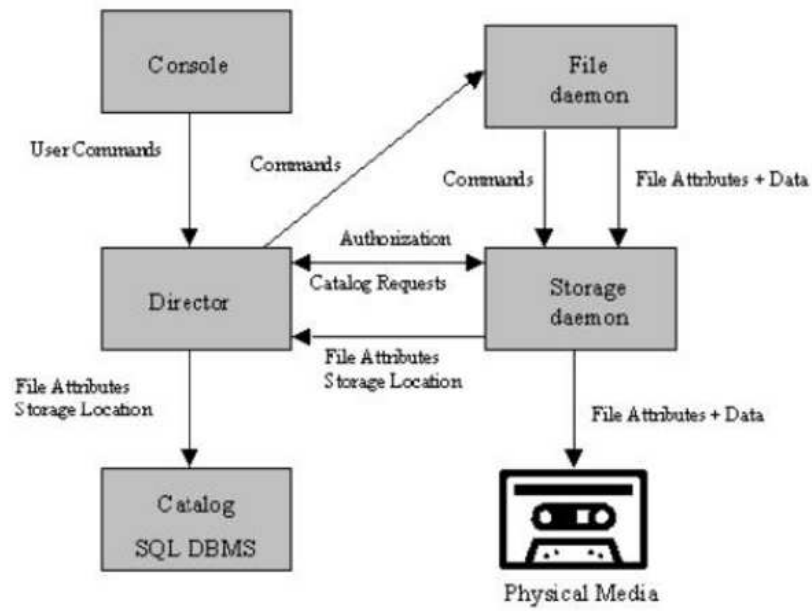 Console
File
daemon
User Commands
Commands
Commands
File Attributes + Data
Authorization
Director
Catalog Requests
Storage
daemon
File Attributes
Storage Location
File Attributes
Storage Location
File Attributes + Data
Catalog
SQL DBMS
Physical Media